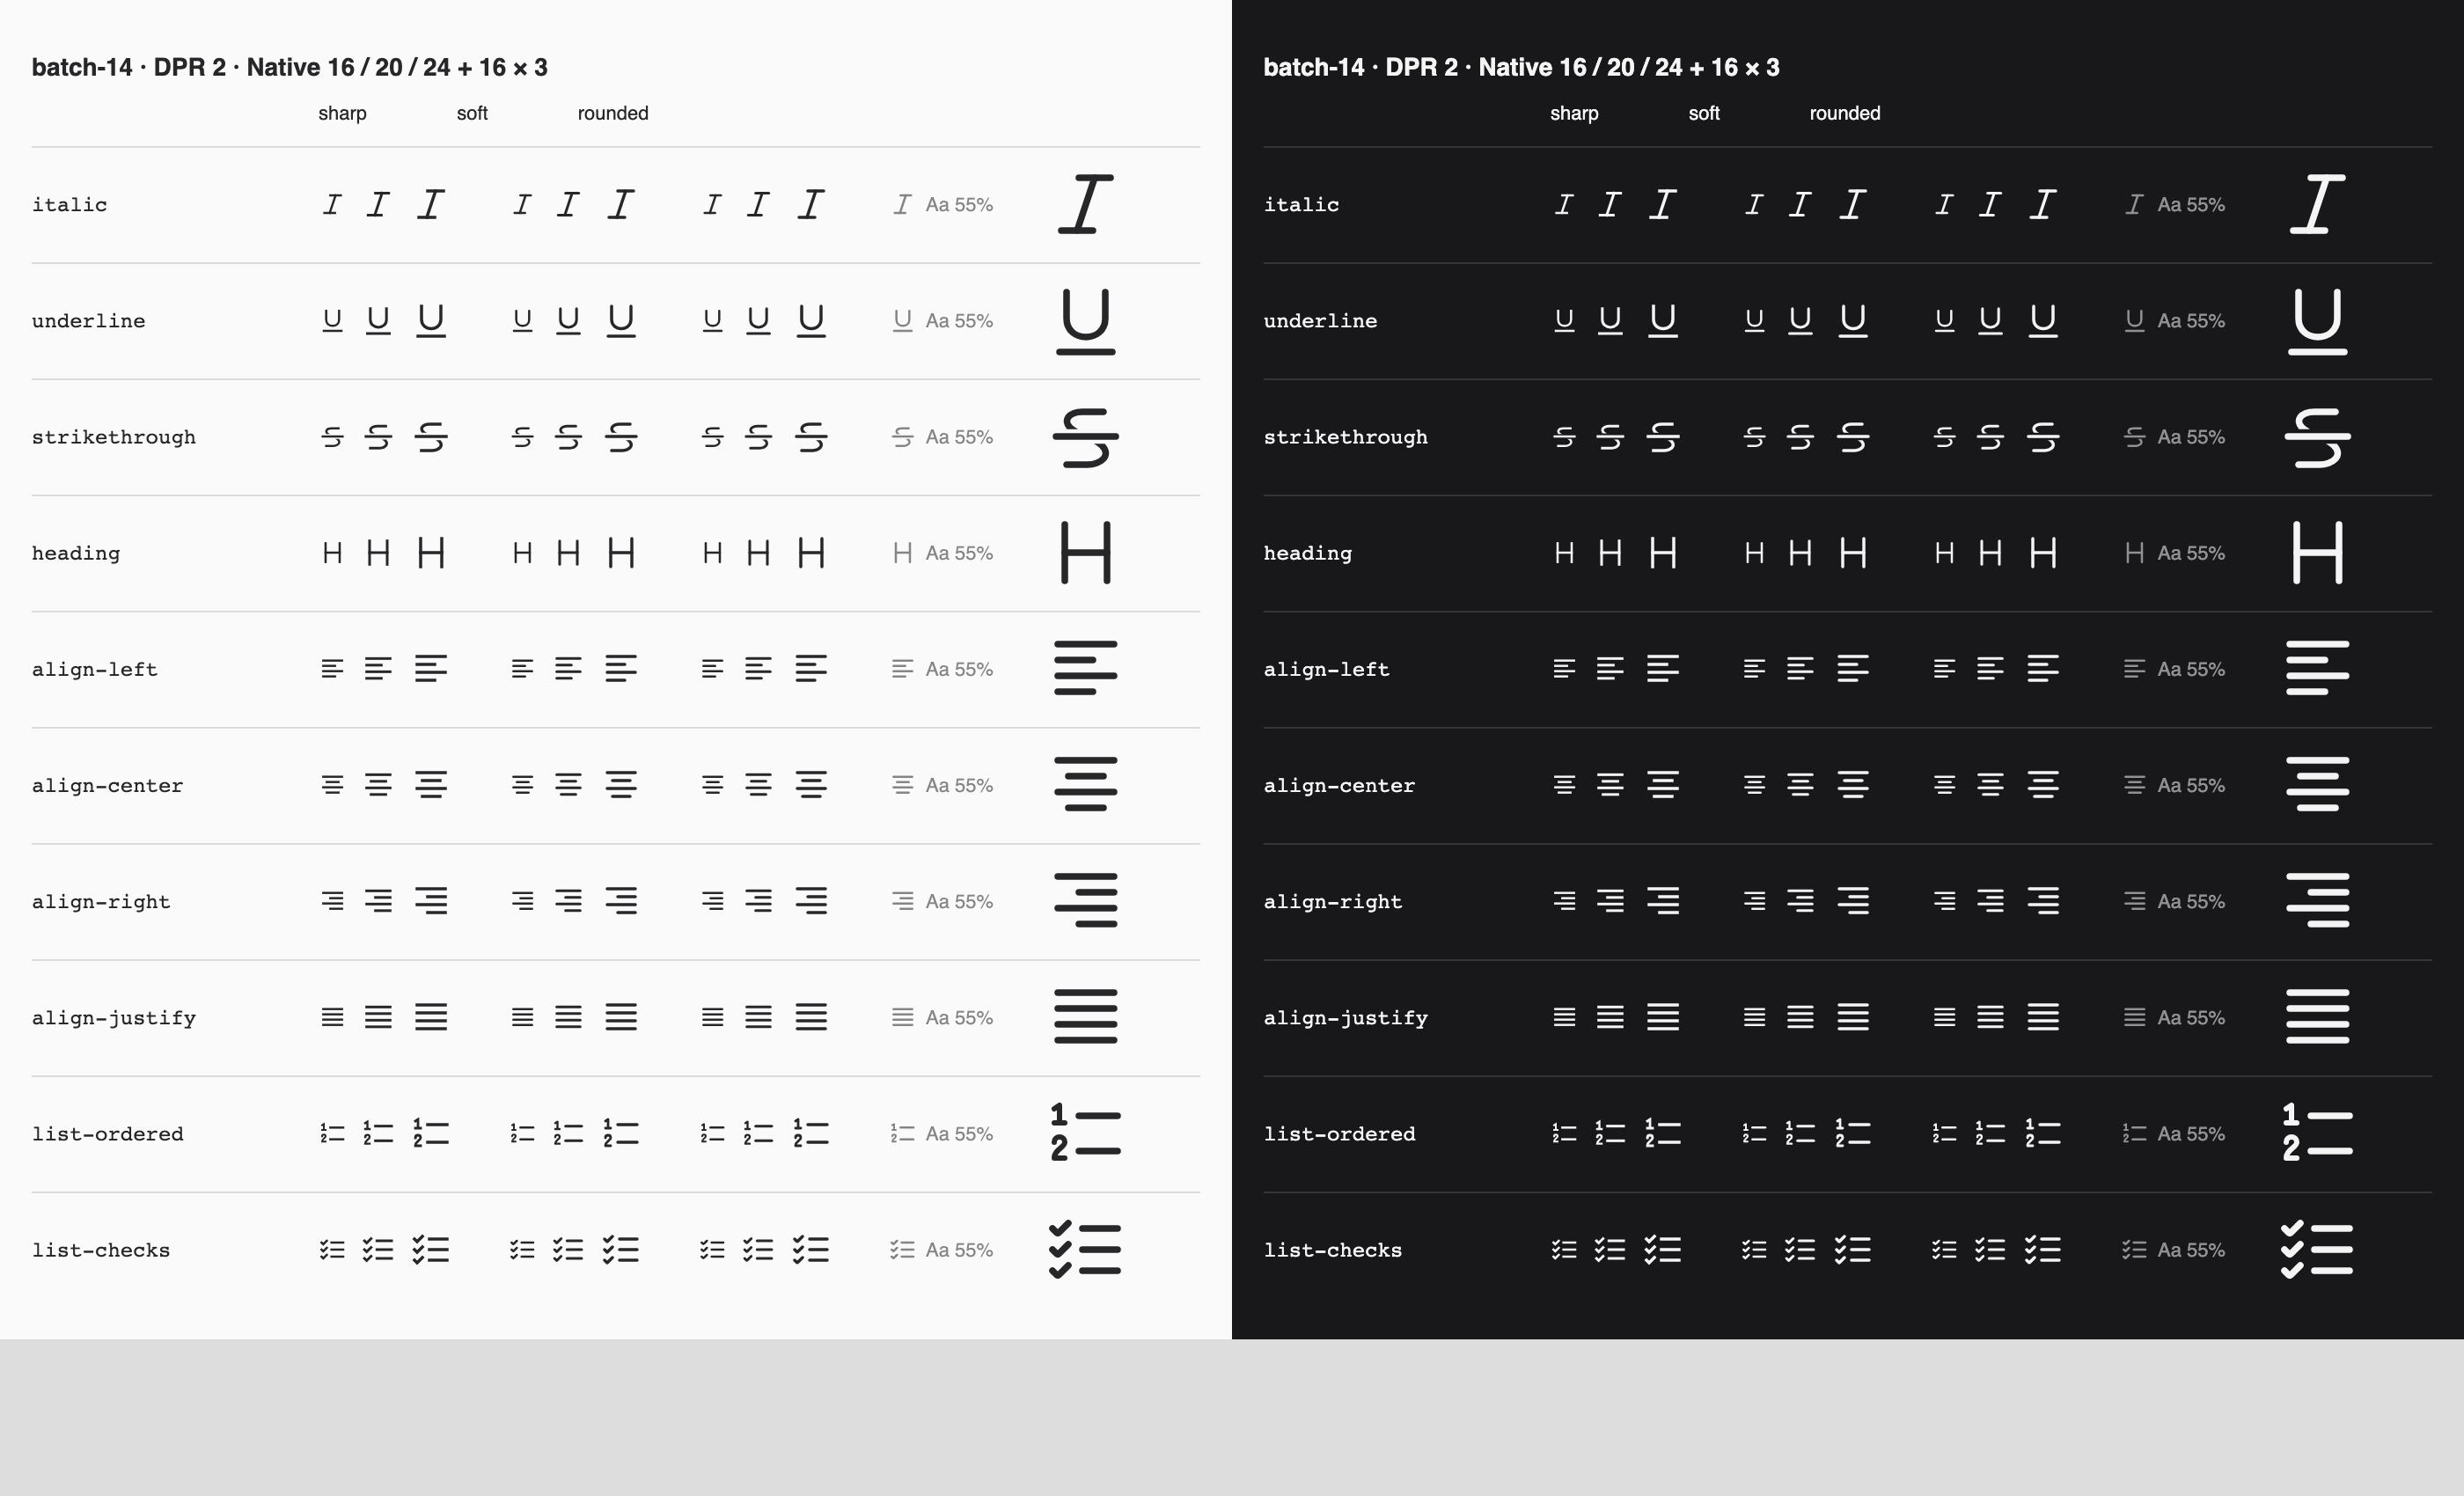 batch-14 · DPR 2 · Native 16 / 20 / 24 + 16 × 3
sharp soft rounded
italic Aa 55%
underline Aa 55%
strikethrough Aa 55%
heading Aa 55%
align-left Aa 55%
align-center Aa 55%
align-right Aa 55%
align-justify Aa 55%
list-ordered Aa 55%
list-checks Aa 55%
batch-14 · DPR 2 · Native 16 / 20 / 24 + 16 × 3
sharp soft rounded
italic Aa 55%
underline Aa 55%
strikethrough Aa 55%
heading Aa 55%
align-left Aa 55%
align-center Aa 55%
align-right Aa 55%
align-justify Aa 55%
list-ordered Aa 55%
list-checks Aa 55%